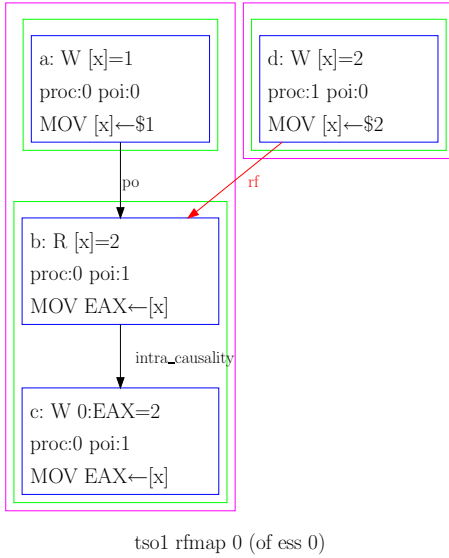 a: W [x]=1
proc:0 poi:0
MOV [x]←$1
d: W [x]=2
proc:1 poi:0
MOV [x]←$2
po
rf
b: R [x]=2
proc:0 poi:1
MOV EAX←[x]
intra_causality
c: W 0:EAX=2
proc:0 poi:1
MOV EAX←[x]
tso1 rfmap 0 (of ess 0)